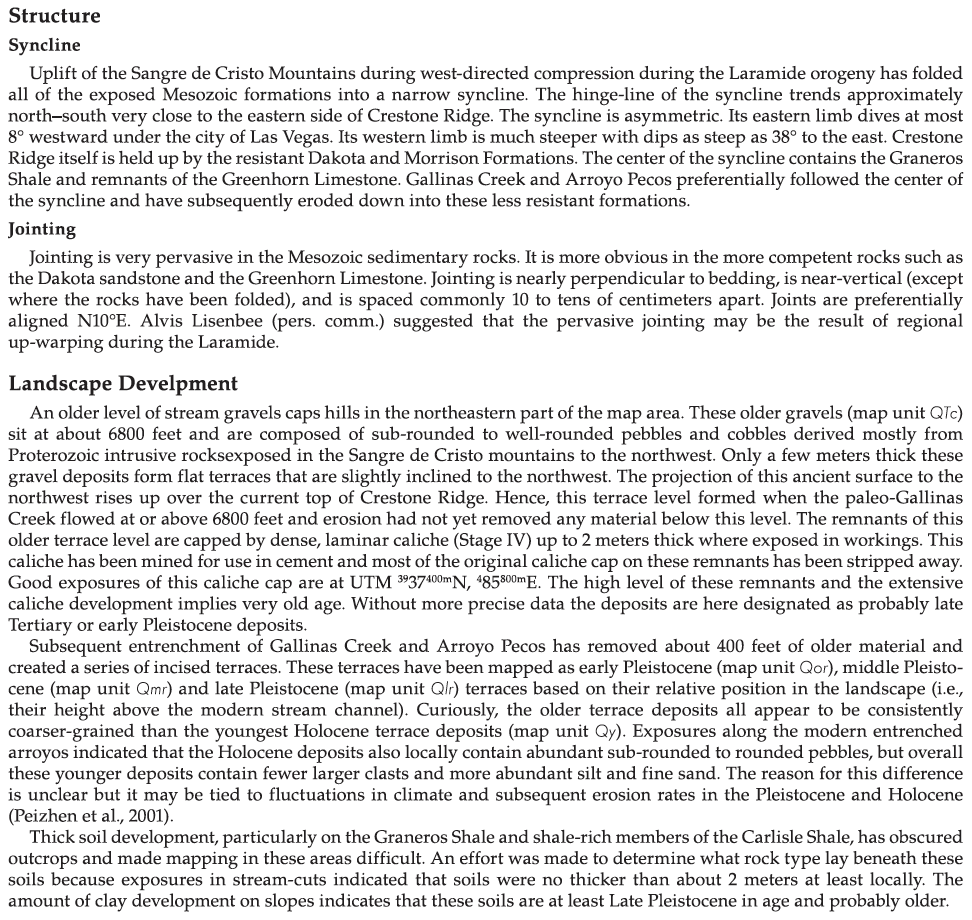 Structure
Syncline
Uplift of the Sangre de Cristo Mountains during west-directed compression during the Laramide orogeny has folded
all of the exposed Mesozoic formations into a narrow syncline. The hinge-line of the syncline trends approximately
north–south very close to the eastern side of Crestone Ridge. The syncline is asymmetric. Its eastern limb dives at most
8° westward under the city of Las Vegas. Its western limb is much steeper with dips as steep as 38° to the east. Crestone
Ridge itself is held up by the resistant Dakota and Morrison Formations. The center of the syncline contains the Graneros
Shale and remnants of the Greenhorn Limestone. Gallinas Creek and Arroyo Pecos preferentially followed the center of
the syncline and have subsequently eroded down into these less resistant formations.
Jointing
Jointing is very pervasive in the Mesozoic sedimentary rocks. It is more obvious in the more competent rocks such as
the Dakota sandstone and the Greenhorn Limestone. Jointing is nearly perpendicular to bedding, is near-vertical (except
where the rocks have been folded), and is spaced commonly 10 to tens of centimeters apart. Joints are preferentially
aligned N10°E. Alvis Lisenbee (pers. comm.) suggested that the pervasive jointing may be the result of regional
up-warping during the Laramide.
Landscape Develpment
An older level of stream gravels caps hills in the northeastern part of the map area. These older gravels (map unit QTc)
sit at about 6800 feet and are composed of sub-rounded to well-rounded pebbles and cobbles derived mostly from
Proterozoic intrusive rocksexposed in the Sangre de Cristo mountains to the northwest. Only a few meters thick these
gravel deposits form flat terraces that are slightly inclined to the northwest. The projection of this ancient surface to the
northwest rises up over the current top of Crestone Ridge. Hence, this terrace level formed when the paleo-Gallinas
Creek flowed at or above 6800 feet and erosion had not yet removed any material below this level. The remnants of this
older terrace level are capped by dense, laminar caliche (Stage IV) up to 2 meters thick where exposed in workings. This
caliche has been mined for use in cement and most of the original caliche cap on these remnants has been stripped away.
Good exposures of this caliche cap are at UTM ³⁹37⁴⁰⁰ᵐN, ⁴85⁸⁰⁰ᵐE. The high level of these remnants and the extensive
caliche development implies very old age. Without more precise data the deposits are here designated as probably late
Tertiary or early Pleistocene deposits.
Subsequent entrenchment of Gallinas Creek and Arroyo Pecos has removed about 400 feet of older material and
created a series of incised terraces. These terraces have been mapped as early Pleistocene (map unit Qor), middle Pleisto-
cene (map unit Qmr) and late Pleistocene (map unit Qlr) terraces based on their relative position in the landscape (i.e.,
their height above the modern stream channel). Curiously, the older terrace deposits all appear to be consistently
coarser-grained than the youngest Holocene terrace deposits (map unit Qy). Exposures along the modern entrenched
arroyos indicated that the Holocene deposits also locally contain abundant sub-rounded to rounded pebbles, but overall
these younger deposits contain fewer larger clasts and more abundant silt and fine sand. The reason for this difference
is unclear but it may be tied to fluctuations in climate and subsequent erosion rates in the Pleistocene and Holocene
(Peizhen et al., 2001).
Thick soil development, particularly on the Graneros Shale and shale-rich members of the Carlisle Shale, has obscured
outcrops and made mapping in these areas difficult. An effort was made to determine what rock type lay beneath these
soils because exposures in stream-cuts indicated that soils were no thicker than about 2 meters at least locally. The
amount of clay development on slopes indicates that these soils are at least Late Pleistocene in age and probably older.